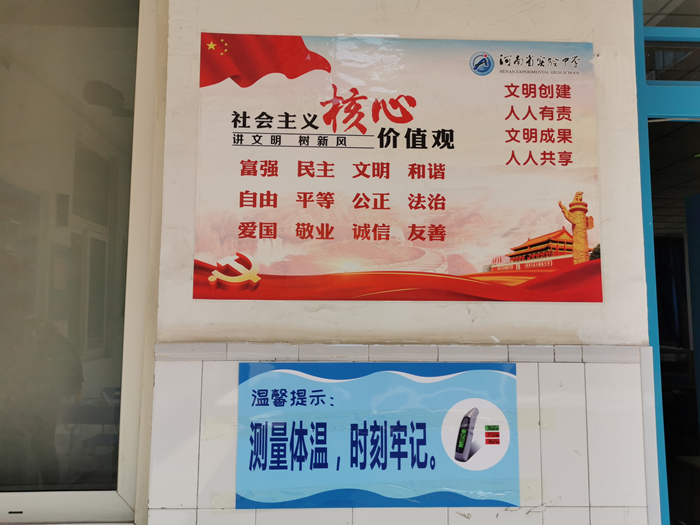 河南省实验中学
HENAN EXPERIMENTAL HIGH SCHOOL
社会主义核心价值观
讲文明 树新风
文明创建
人人有责
文明成果
人人共享
富强 民主 文明 和谐
自由 平等 公正 法治
爱国 敬业 诚信 友善
温馨提示：
测量体温，时刻牢记。